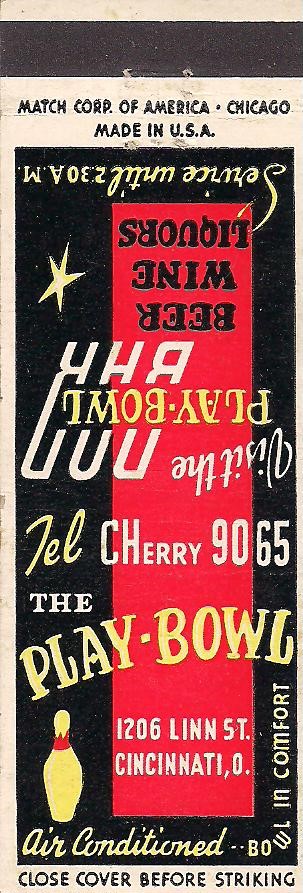 MATCH CORP. OF AMERICA · CHICAGO
MADE IN U.S.A.
Visit the
PLAY-BOWL
BAR
BEER
WINE
LIQUORS
Service until 2:30 A.M.
Tel CHERRY 9065
THE
PLAY-BOWL
1206 LINN ST.
CINCINNATI, O.
Air Conditioned -- BOWL IN COMFORT
CLOSE COVER BEFORE STRIKING